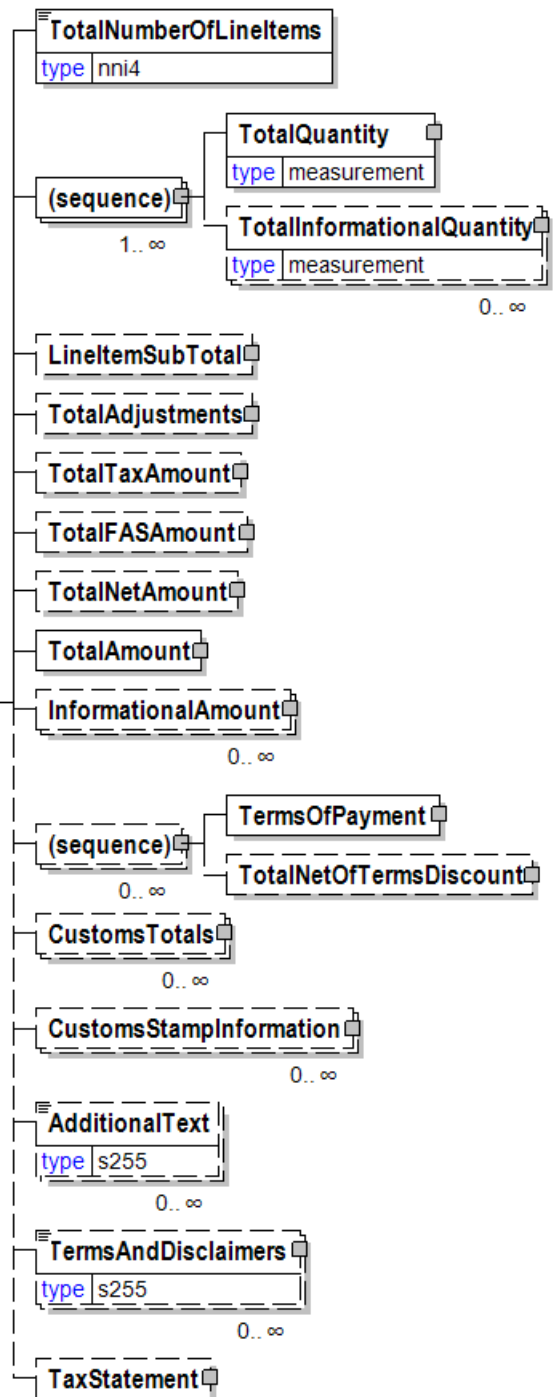 TotalNumberOfLineItems
type nni4
TotalQuantity
type measurement
(sequence)
1.. ∞
TotalInformationalQuantity
type measurement
0.. ∞
LineItemSubTotal
TotalAdjustments
TotalTaxAmount
TotalFASAmount
TotalNetAmount
TotalAmount
InformationalAmount
0.. ∞
TermsOfPayment
(sequence)
0.. ∞
TotalNetOfTermsDiscount
CustomsTotals
0.. ∞
CustomsStampInformation
0.. ∞
AdditionalText
type s255
0.. ∞
TermsAndDisclaimers
type s255
0.. ∞
TaxStatement